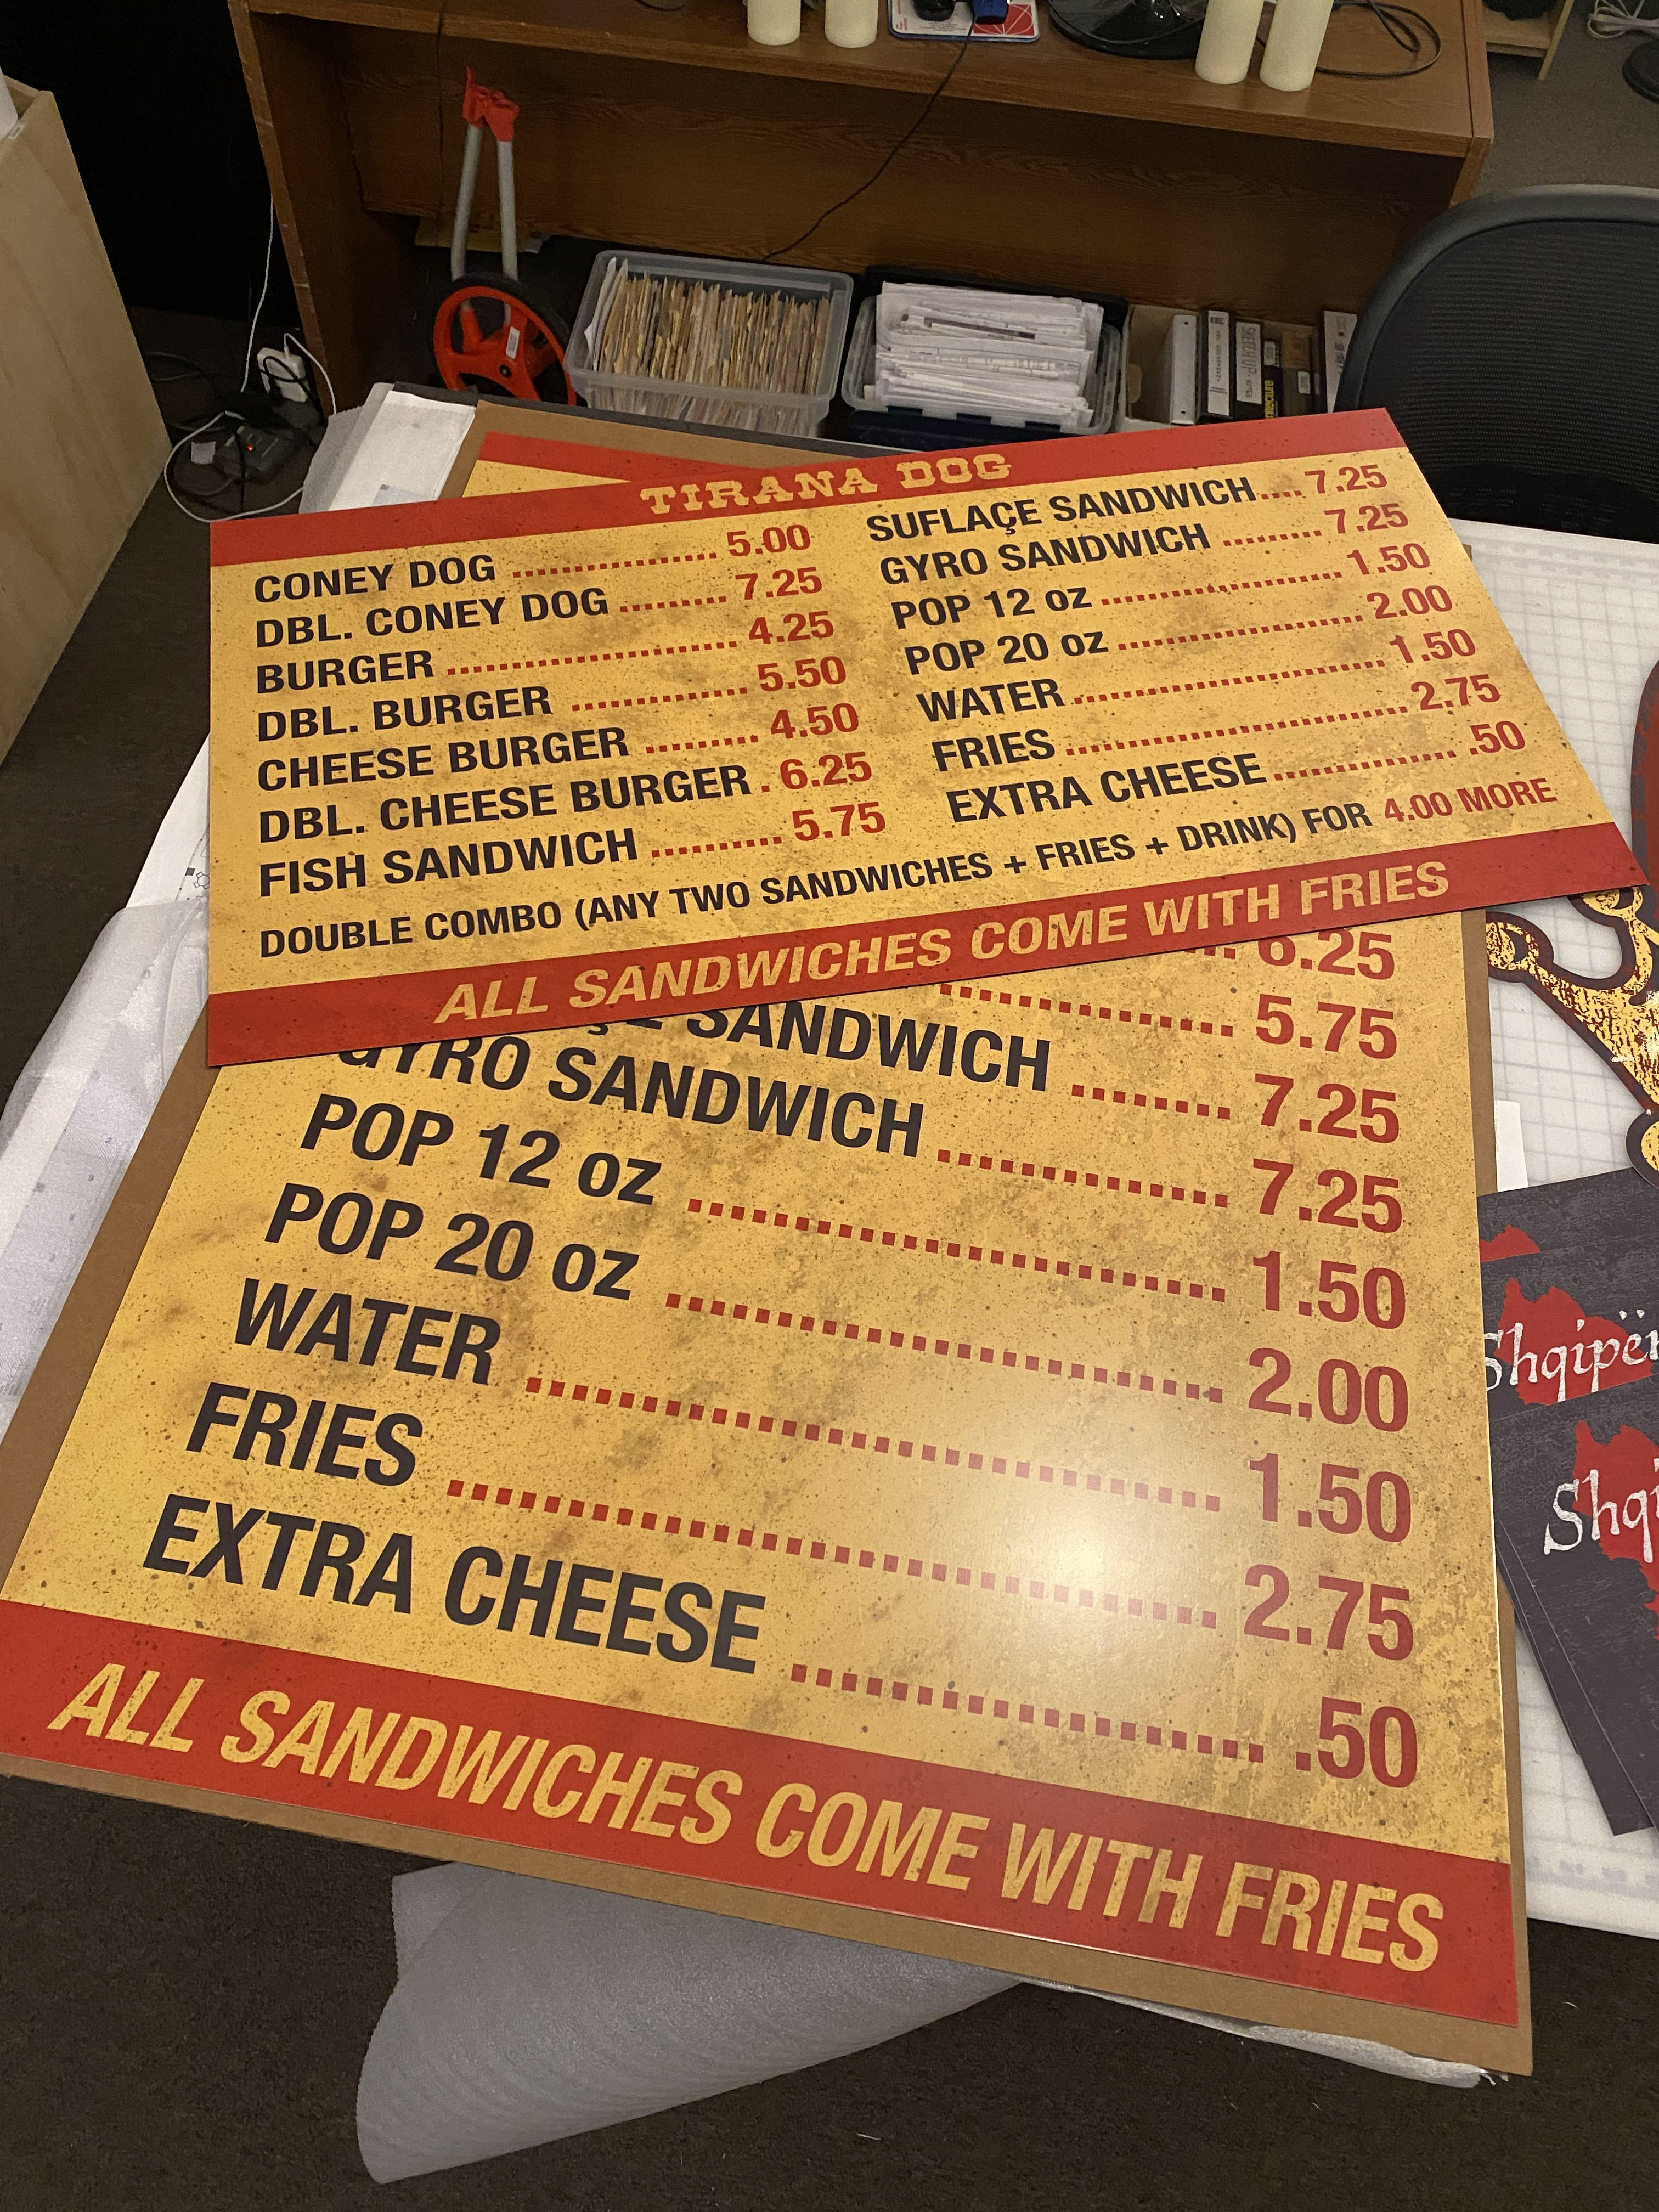 TIRANA DOG
CONEY DOG ................ 5.00
DBL. CONEY DOG ......... 7.25
BURGER ........................ 4.25
DBL. BURGER .............. 5.50
CHEESE BURGER ......... 4.50
DBL. CHEESE BURGER . 6.25
FISH SANDWICH .......... 5.75
SUFLAÇE SANDWICH.... 7.25
GYRO SANDWICH ......... 7.25
POP 12 oz ..................... 1.50
POP 20 oz ..................... 2.00
WATER .......................... 1.50
FRIES ............................. 2.75
EXTRA CHEESE ............... .50
DOUBLE COMBO (ANY TWO SANDWICHES + FRIES + DRINK) FOR 4.00 MORE
ALL SANDWICHES COME WITH FRIES
6.25
5.75
SANDWICH ....... 7.25
GYRO SANDWICH ............ 7.25
POP 12 oz ....................... 1.50
POP 20 oz ........................ 2.00
WATER .............................. 1.50
FRIES ................................. 2.75
EXTRA CHEESE .................... .50
ALL SANDWICHES COME WITH FRIES
Shqipër
Shqi